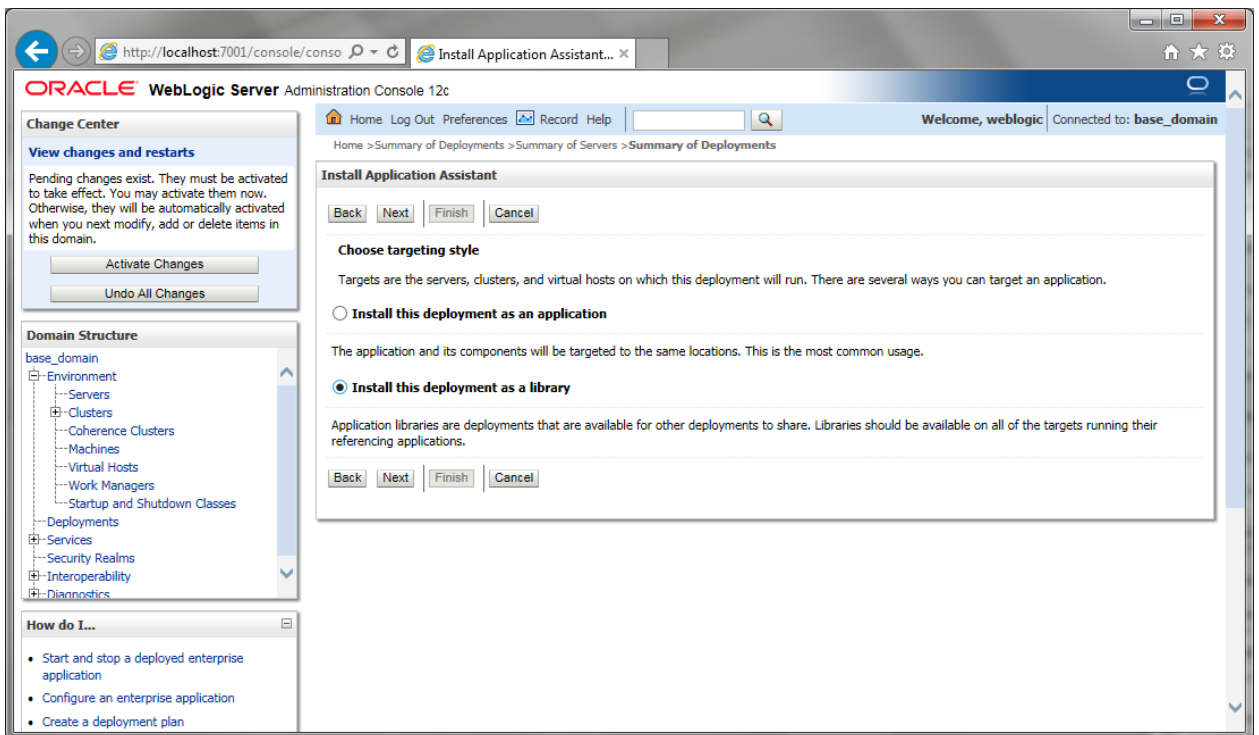 http://localhost:7001/console/conso
Install Application Assistant...
ORACLE WebLogic Server Administration Console 12c
Change Center
View changes and restarts
Pending changes exist. They must be activated
to take effect. You may activate them now.
Otherwise, they will be automatically activated
when you next modify, add or delete items in
this domain.
Activate Changes
Undo All Changes
Domain Structure
base_domain
Environment
Servers
Clusters
Coherence Clusters
Machines
Virtual Hosts
Work Managers
Startup and Shutdown Classes
Deployments
Services
Security Realms
Interoperability
Diagnostics
How do I...
Start and stop a deployed enterprise
application
Configure an enterprise application
Create a deployment plan
Home Log Out Preferences Record Help
Welcome, weblogic Connected to: base_domain
Home >Summary of Deployments >Summary of Servers >Summary of Deployments
Install Application Assistant
Back Next Finish Cancel
Choose targeting style
Targets are the servers, clusters, and virtual hosts on which this deployment will run. There are several ways you can target an application.
Install this deployment as an application
The application and its components will be targeted to the same locations. This is the most common usage.
Install this deployment as a library
Application libraries are deployments that are available for other deployments to share. Libraries should be available on all of the targets running their
referencing applications.
Back Next Finish Cancel